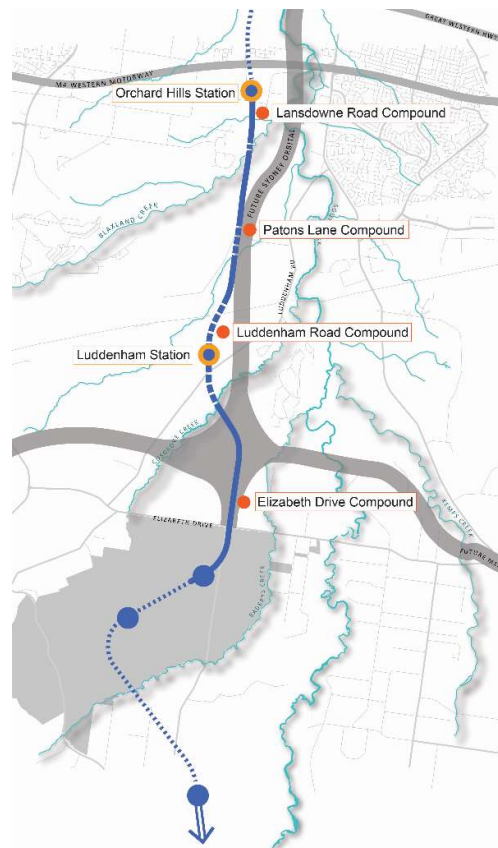 GREAT WESTERN HWY
M4 WESTERN MOTORWAY
Orchard Hills Station
Lansdowne Road Compound
FUTURE SYDNEY ORBITAL
BLAXLAND CREEK
Patons Lane Compound
LUDDENHAM RD
Luddenham Road Compound
Luddenham Station
COSGROVE CREEK
Elizabeth Drive Compound
KEMPS CREEK
ELIZABETH DRIVE
FUTURE
BADGERYS CREEK